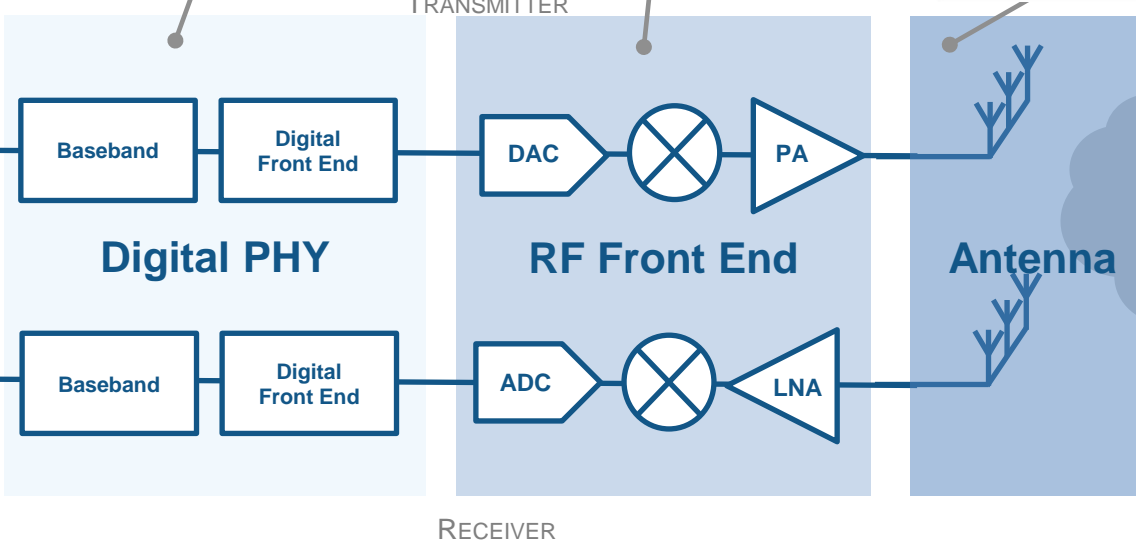 TRANSMITTER
Baseband
Digital
Front End
DAC
PA
Digital PHY
RF Front End
Antenna
Baseband
Digital
Front End
ADC
LNA
RECEIVER